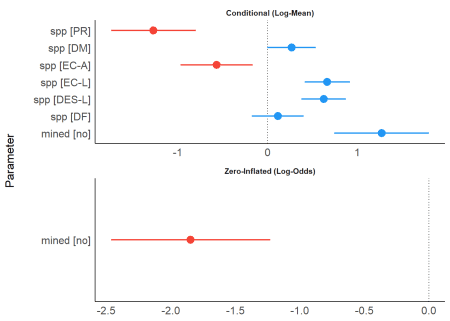 Conditional (Log-Mean)
spp [PR]
spp [DM]
spp [EC-A]
spp [EC-L]
spp [DES-L]
spp [DF]
mined [no]
-1 0 1
Parameter
Zero-Inflated (Log-Odds)
mined [no]
-2.5 -2.0 -1.5 -1.0 -0.5 0.0